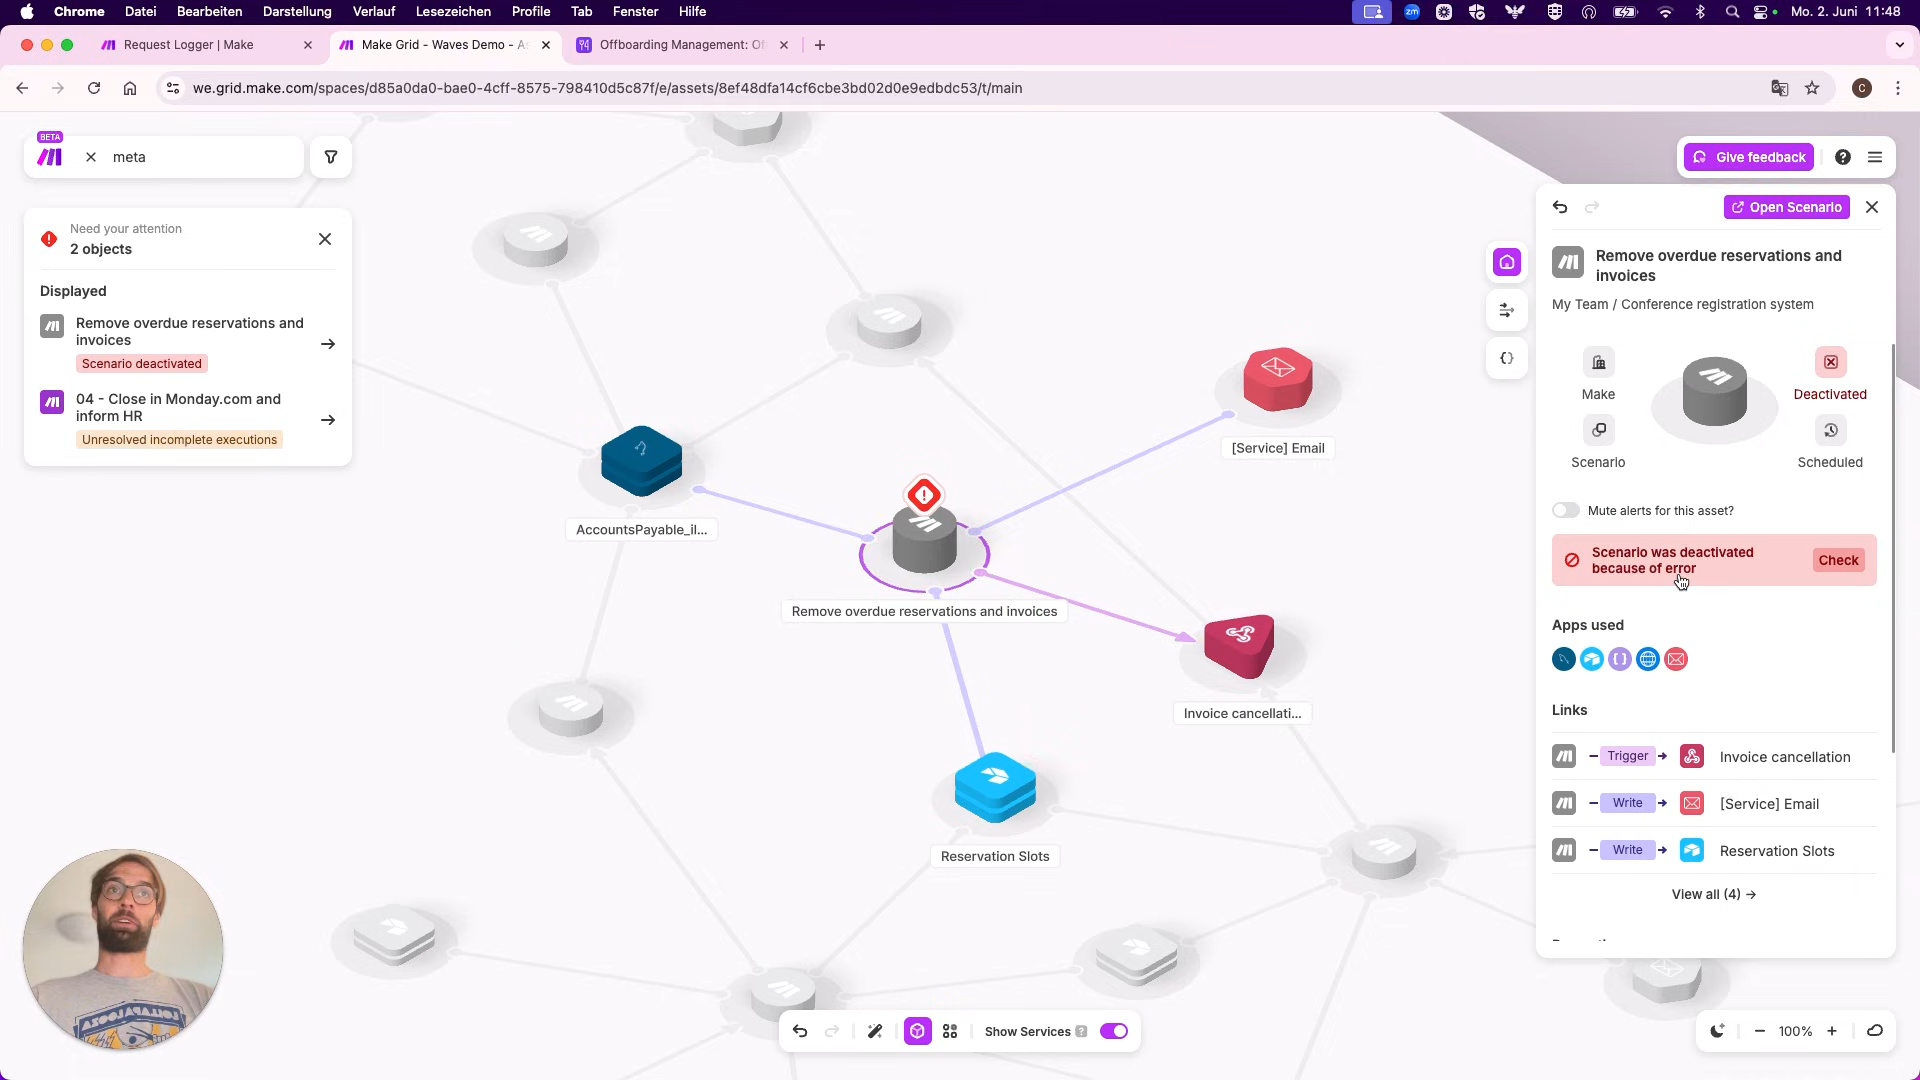 Chrome Datei Bearbeiten Darstellung Verlauf Lesezeichen Profile Tab Fenster Hilfe
zm
Mo. 2. Juni 11:48
Request Logger | Make
Make Grid - Waves Demo - As
Offboarding Management: Of
we.grid.make.com/spaces/d85a0da0-bae0-4cff-8575-798410d5c87f/e/assets/8ef48dfa14cf6cbe3bd02d0e9edbdc53/t/main
C
BETA
meta
Give feedback
Need your attention
2 objects
Displayed
Remove overdue reservations and
invoices
Scenario deactivated
04 - Close in Monday.com and
inform HR
Unresolved incomplete executions
AccountsPayable_il...
[Service] Email
Remove overdue reservations and invoices
Invoice cancellati...
Reservation Slots
Open Scenario
Remove overdue reservations and
invoices
My Team / Conference registration system
Make
Deactivated
Scenario
Scheduled
Mute alerts for this asset?
Scenario was deactivated
because of error
Check
Apps used
Links
Trigger Invoice cancellation
Write [Service] Email
Write Reservation Slots
View all (4) →
Show Services ?
100%